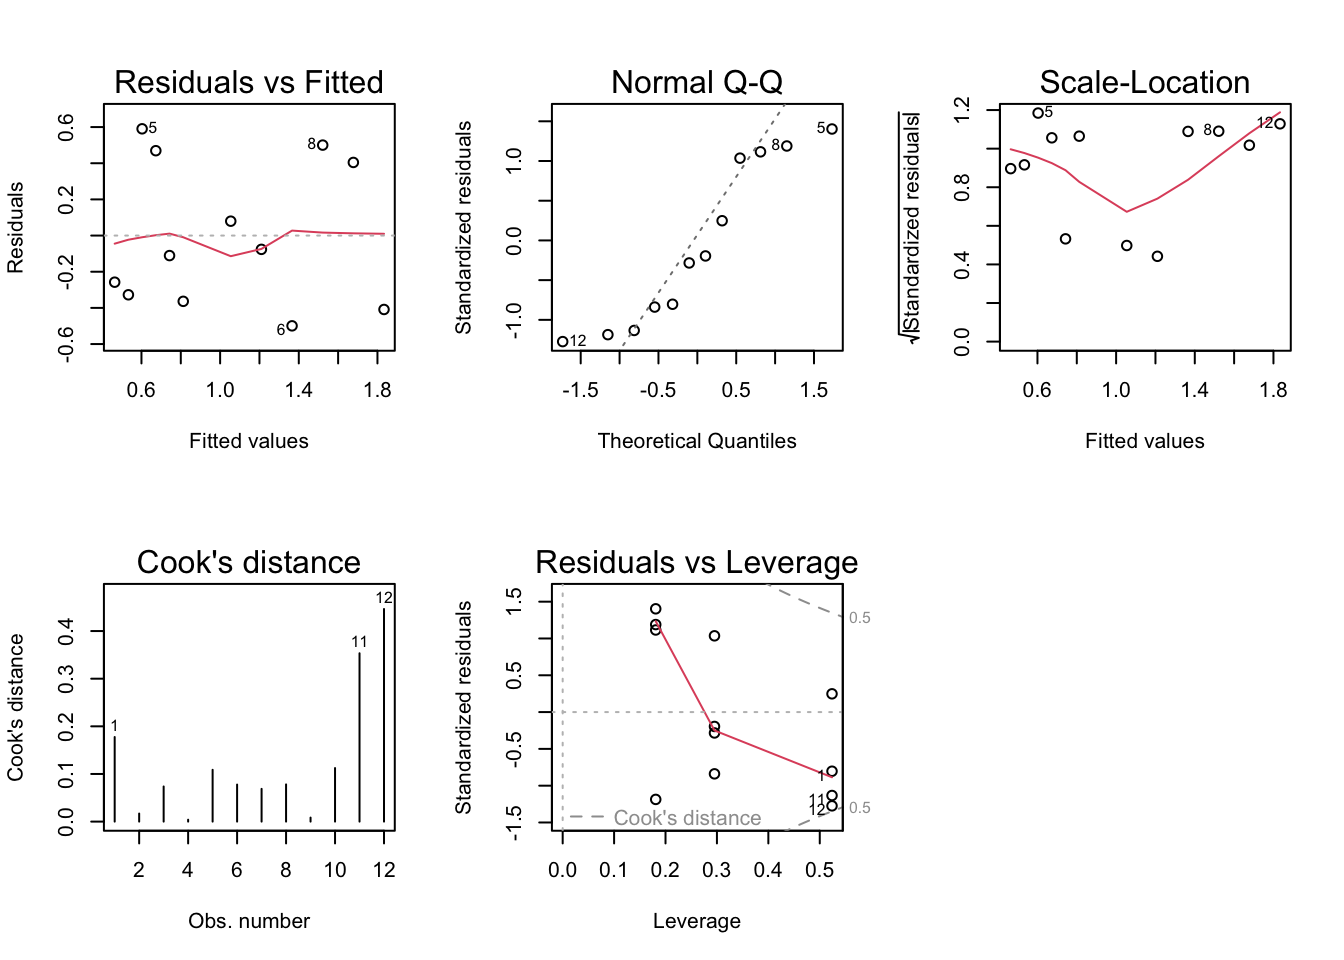 Residuals vs Fitted
Residuals
0.6
0.2
-0.2
-0.6
5
8
6
0.6 1.0 1.4 1.8
Fitted values
Normal Q-Q
Standardized residuals
1.0
0.0
-1.0
5
8
12
-1.5 -0.5 0.5 1.5
Theoretical Quantiles
Scale-Location
√|Standardized residuals|
1.2
0.8
0.4
0.0
5
8
12
0.6 1.0 1.4 1.8
Fitted values
Cook's distance
Cook's distance
0.4
0.3
0.2
0.1
0.0
12
11
1
2 4 6 8 10 12
Obs. number
Residuals vs Leverage
Standardized residuals
1.5
0.5
-0.5
-1.5
0.5
1
11
12
0.5
Cook's distance
0.0 0.1 0.2 0.3 0.4 0.5
Leverage